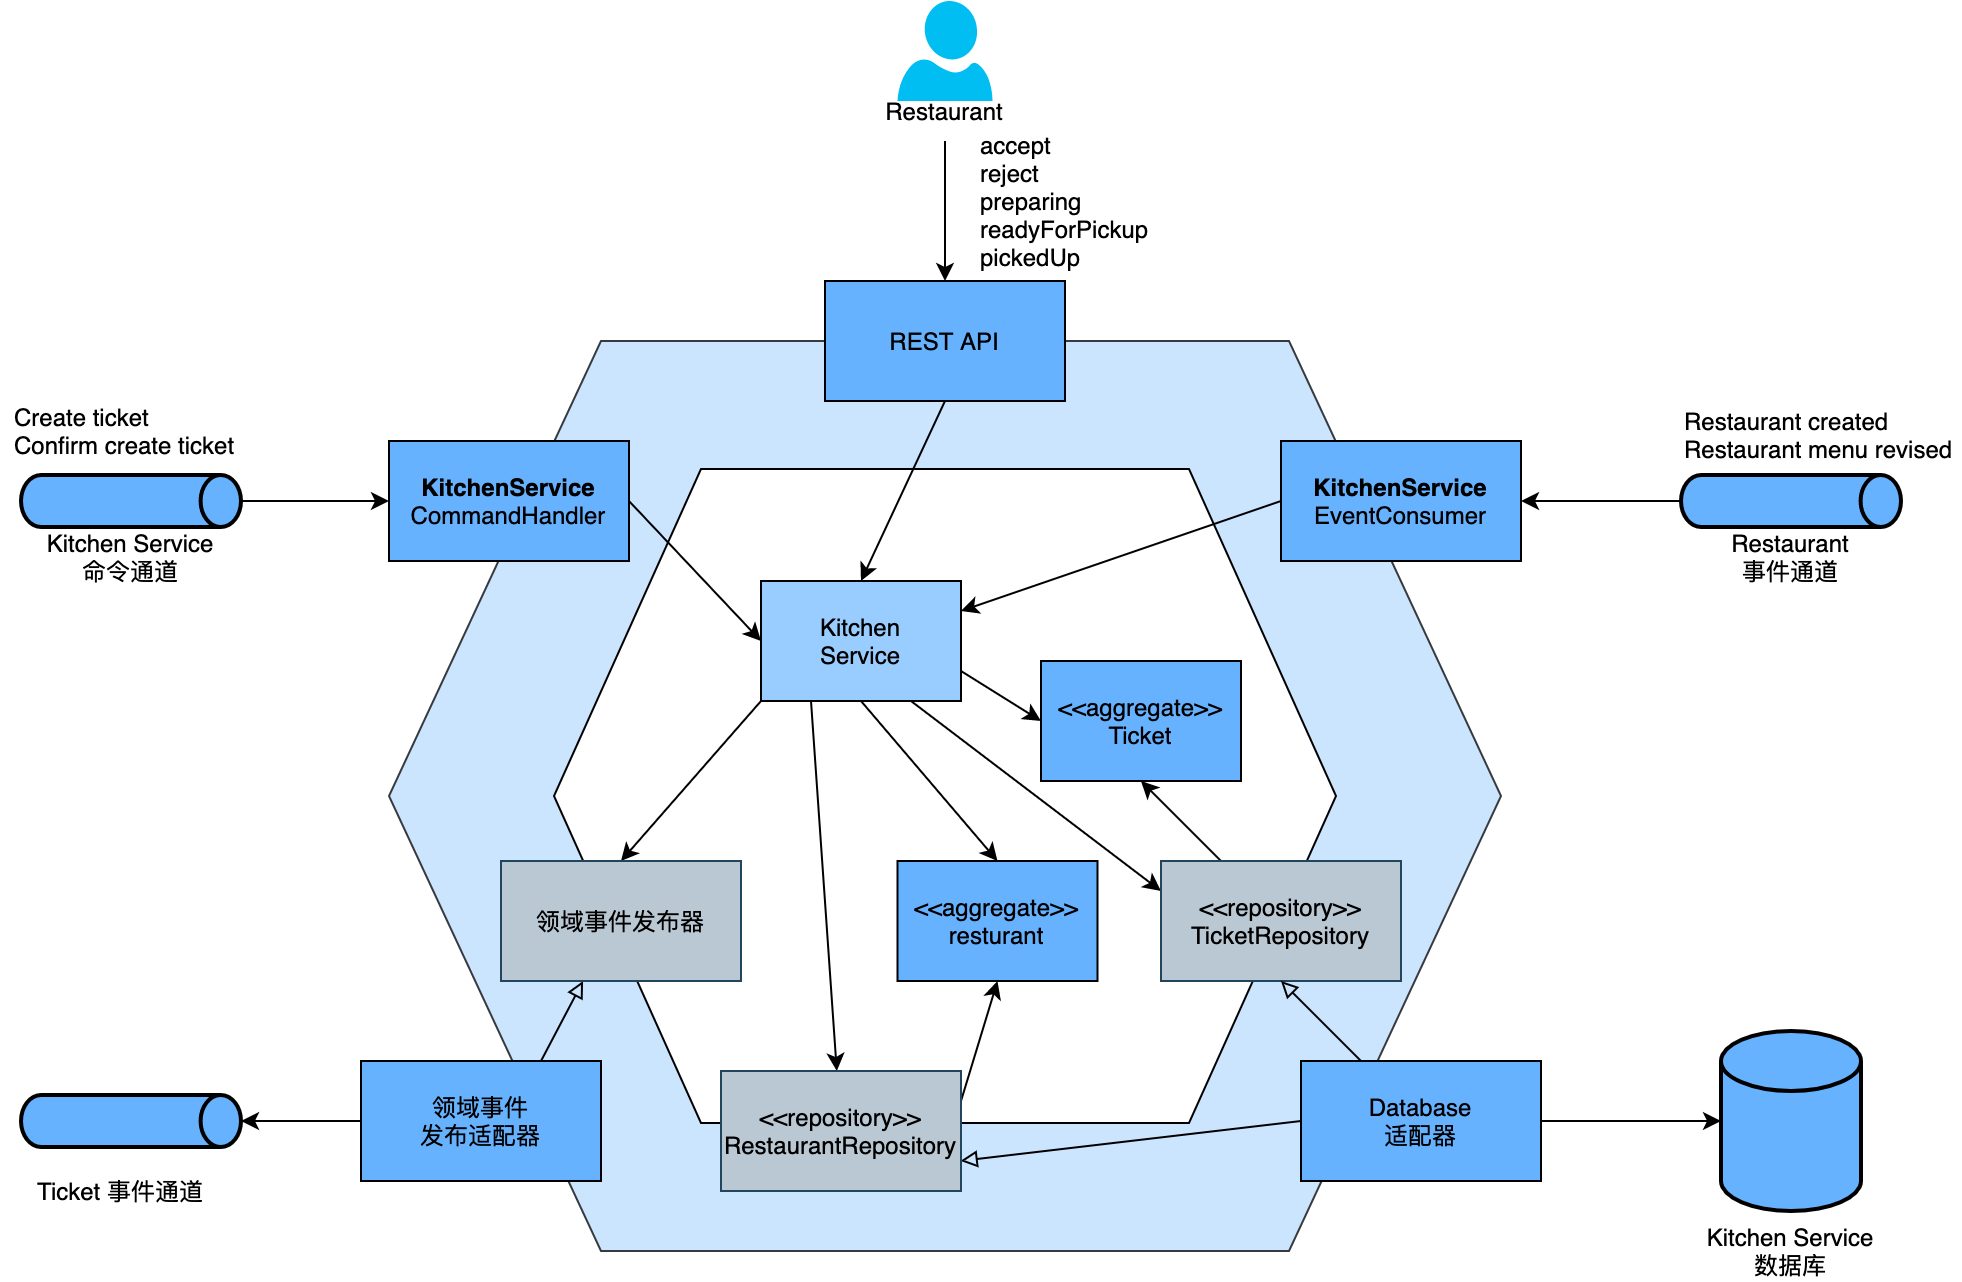 Restaurant
accept
reject
preparing
readyForPickup
pickedUp
REST API
Create ticket
Confirm create ticket
Kitchen Service
命令通道
KitchenService
CommandHandler
KitchenService
EventConsumer
Restaurant created
Restaurant menu revised
Restaurant
事件通道
Kitchen
Service
<<aggregate>>
Ticket
领域事件发布器
<<aggregate>>
resturant
<<repository>>
TicketRepository
领域事件
发布适配器
Ticket 事件通道
<<repository>>
RestaurantRepository
Database
适配器
Kitchen Service
数据库